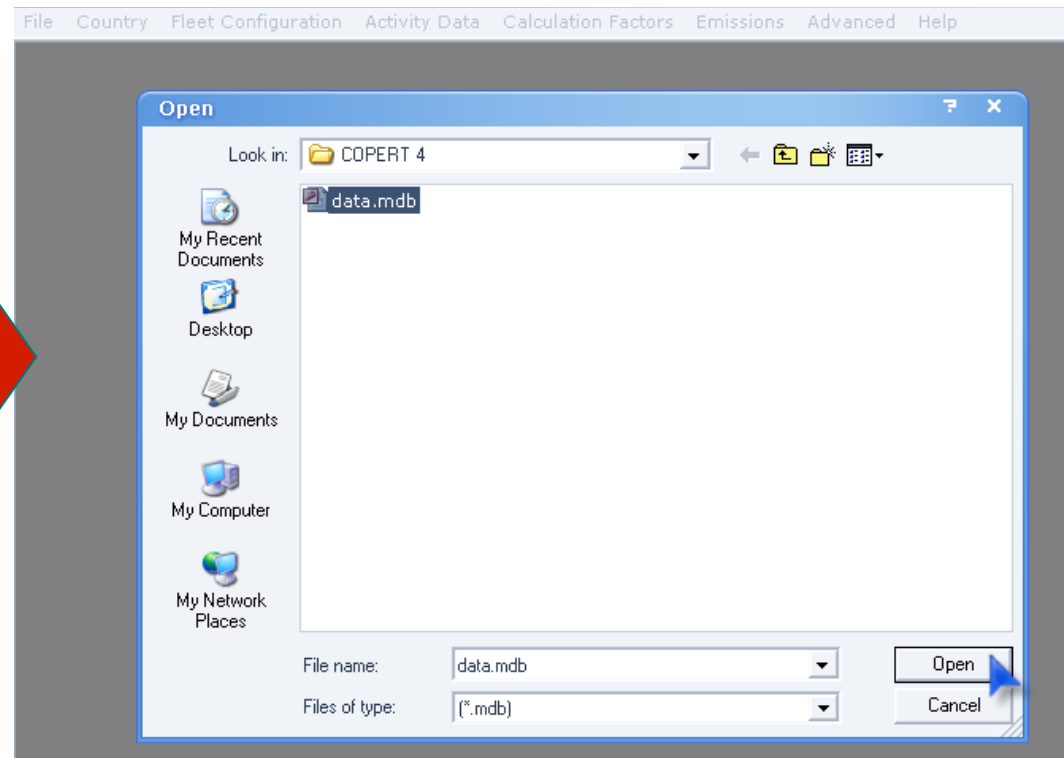 File Country Fleet Configuration Activity Data Calculation Factors Emissions Advanced Help
Open
Look in: COPERT 4
data.mdb
My Recent
Documents
Desktop
My Documents
My Computer
My Network
Places
File name: data.mdb Open
Files of type: (*.mdb) Cancel